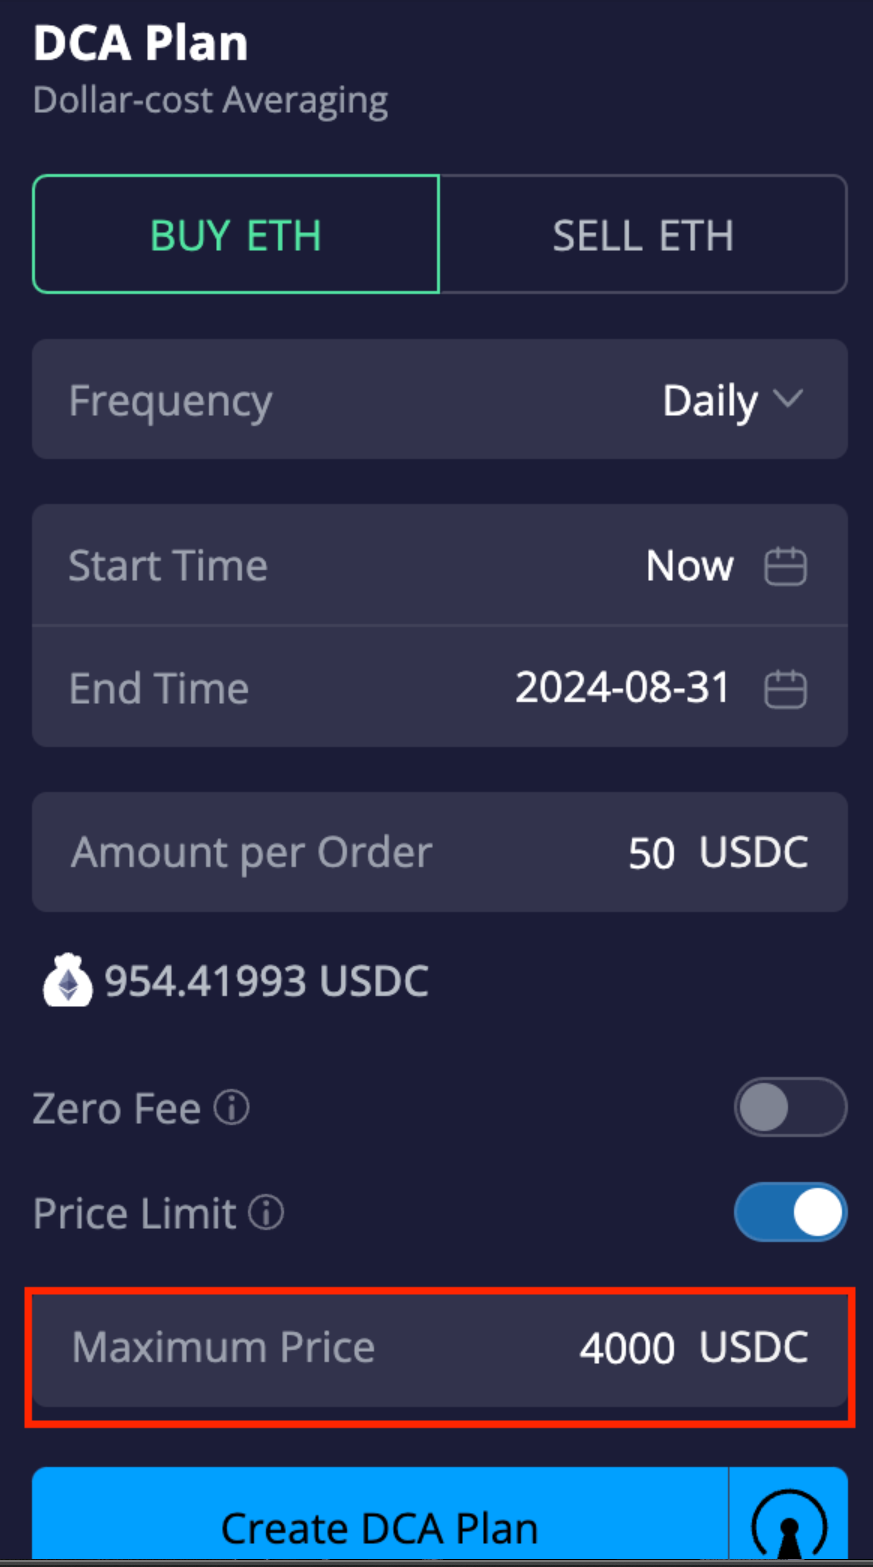 DCA Plan
Dollar-cost Averaging
BUY ETH SELL ETH
Frequency Daily
Start Time Now
End Time 2024-08-31
Amount per Order 50 USDC
954.41993 USDC
Zero Fee
Price Limit
Maximum Price 4000 USDC
Create DCA Plan